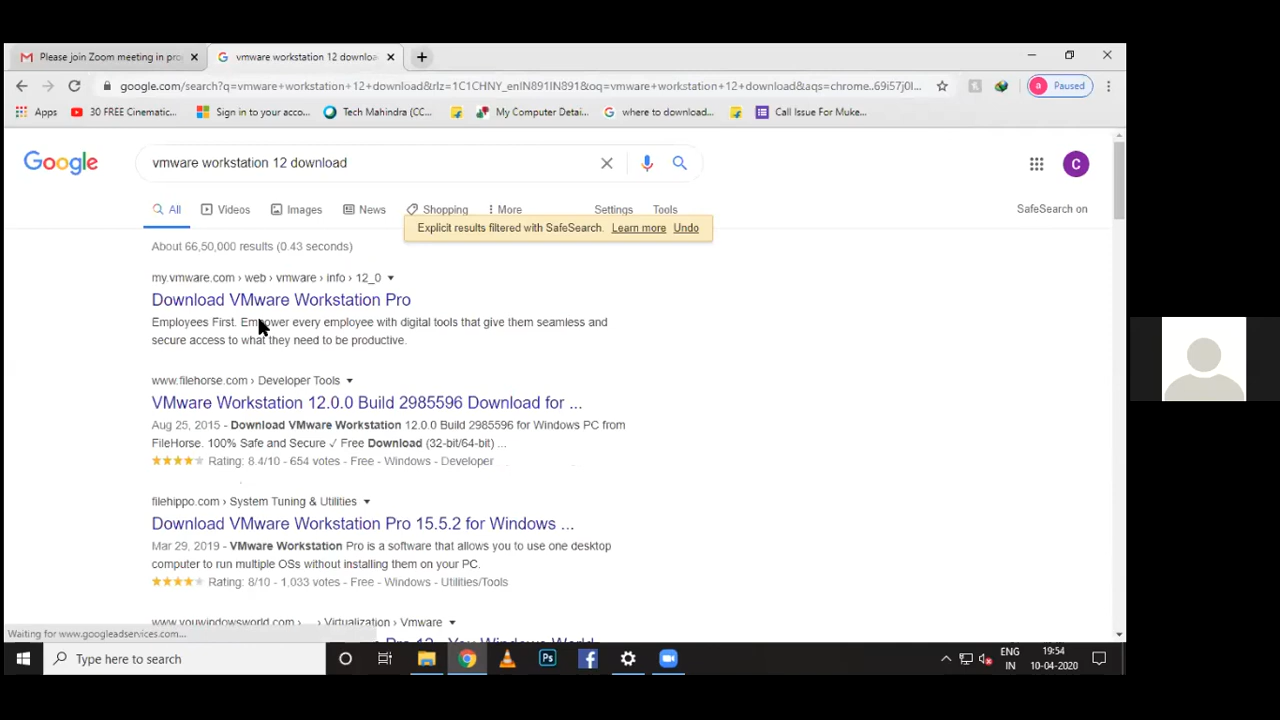 Please join Zoom meeting in pro
vmware workstation 12 downloa
google.com/search?q=vmware+workstation+12+download&rlz=1C1CHNY_enIN891IN891&oq=vmware+workstation+12+download&aqs=chrome..69i57j0l...
a Paused
Apps
30 FREE Cinematic...
Sign in to your acco...
Tech Mahindra (CC...
My Computer Detai...
where to download...
Call Issue For Muke...
Google
vmware workstation 12 download
C
All
Videos
Images
News
Shopping
More
Settings
Tools
SafeSearch on
Explicit results filtered with SafeSearch. Learn more Undo
About 66,50,000 results (0.43 seconds)
my.vmware.com › web › vmware › info › 12_0
Download VMware Workstation Pro
Employees First. Empower every employee with digital tools that give them seamless and
secure access to what they need to be productive.
www.filehorse.com › Developer Tools
VMware Workstation 12.0.0 Build 2985596 Download for ...
Aug 25, 2015 - Download VMware Workstation 12.0.0 Build 2985596 for Windows PC from
FileHorse. 100% Safe and Secure ✓ Free Download (32-bit/64-bit) ...
Rating: 8.4/10 - 654 votes - Free - Windows - Developer
filehippo.com › System Tuning & Utilities
Download VMware Workstation Pro 15.5.2 for Windows ...
Mar 29, 2019 - VMware Workstation Pro is a software that allows you to use one desktop
computer to run multiple OSs without installing them on your PC.
Rating: 8/10 - 1,033 votes - Free - Windows - Utilities/Tools
www.youwindowsworld.com › ... › Virtualization › Vmware
Pro 12 - You Windows World
Waiting for www.googleadservices.com...
Type here to search
Ps
ENG
IN
19:54
10-04-2020